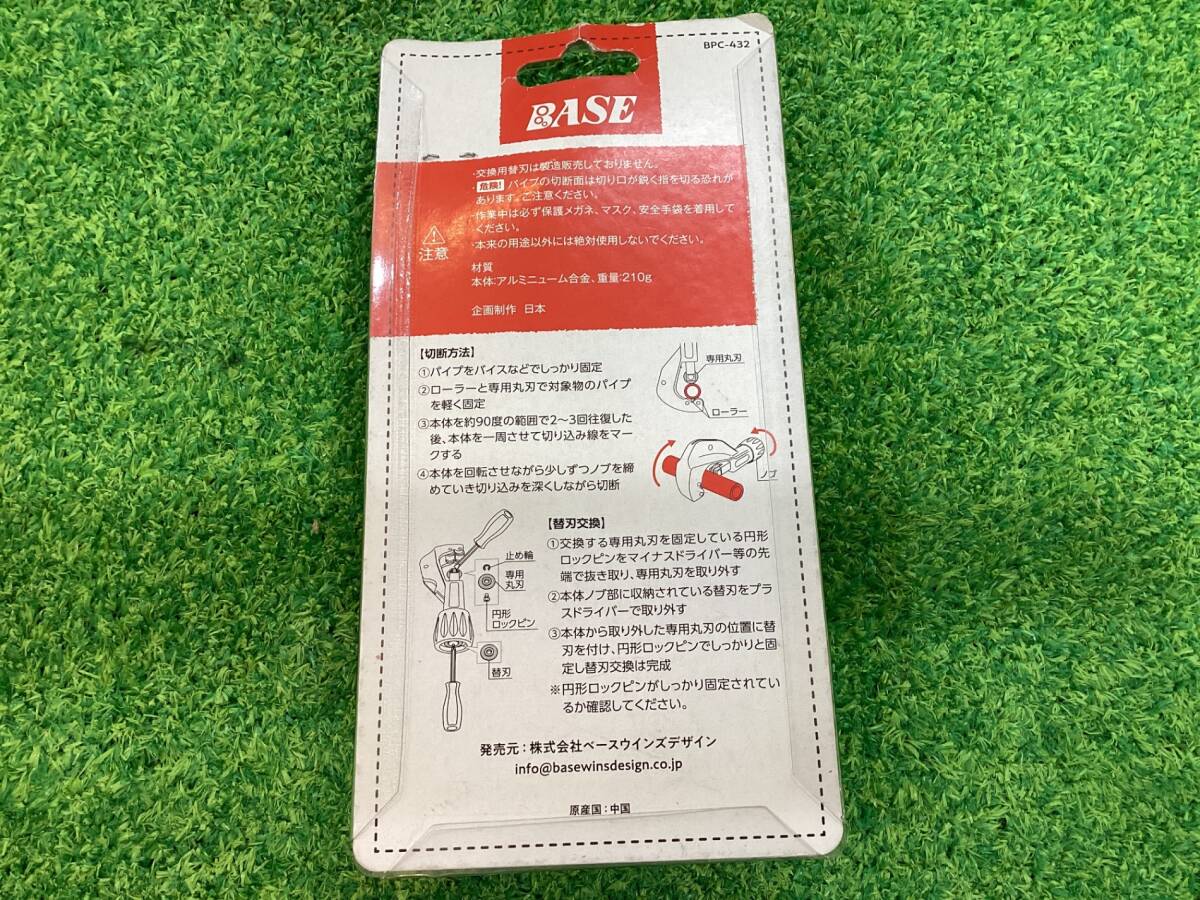 BPC-432
BASE
・交換用替刃は製造販売しておりません。
・危険! パイプの切断面は切り口が鋭く指を切る恐れが
あります。ご注意ください。
・作業中は必ず保護メガネ、マスク、安全手袋を着用して
ください。
・本来の用途以外には絶対使用しないでください。
注意
材質
本体:アルミニューム合金、重量:210g
企画制作 日本
【切断方法】
①パイプをバイスなどでしっかり固定
②ローラーと専用丸刃で対象物のパイプ
を軽く固定
③本体を約90度の範囲で2〜3回往復した
後、本体を一周させて切り込み線をマー
クする
④本体を回転させながら少しずつノブを締
めていき切り込みを深くしながら切断
専用丸刃
ローラー
ノブ
止め輪
専用
丸刃
円形
ロックピン
替刃
【替刃交換】
①交換する専用丸刃を固定している円形
ロックピンをマイナスドライバー等の先
端で抜き取り、専用丸刃を取り外す
②本体ノブ部に収納されている替刃をプラ
スドライバーで取り外す
③本体から取り外した専用丸刃の位置に替
刃を付け、円形ロックピンでしっかりと固
定し替刃交換は完成
※円形ロックピンがしっかり固定されてい
るか確認してください。
発売元：株式会社ベースウインズデザイン
info@basewinsdesign.co.jp
原産国：中国